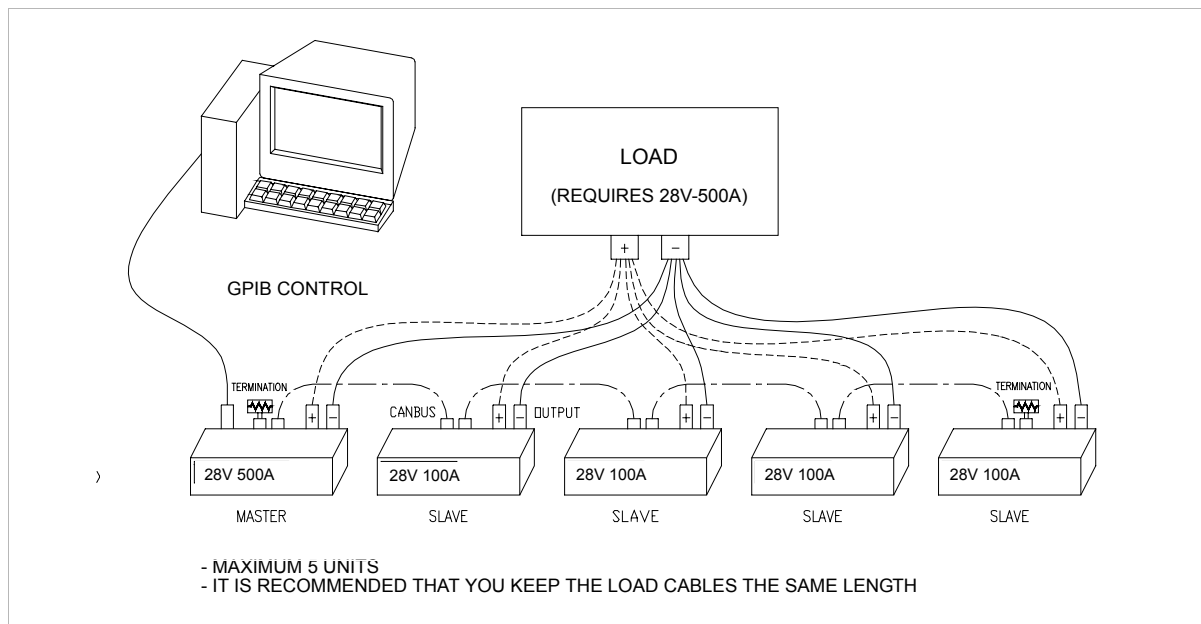 LOAD
(REQUIRES 28V-500A)
+ -
GPIB CONTROL
TERMINATION
TERMINATION
CANBUS
OUTPUT
+ -
+ -
+ -
+ -
+ -
28V 500A
28V 100A
28V 100A
28V 100A
28V 100A
MASTER
SLAVE
SLAVE
SLAVE
SLAVE
- MAXIMUM 5 UNITS
- IT IS RECOMMENDED THAT YOU KEEP THE LOAD CABLES THE SAME LENGTH